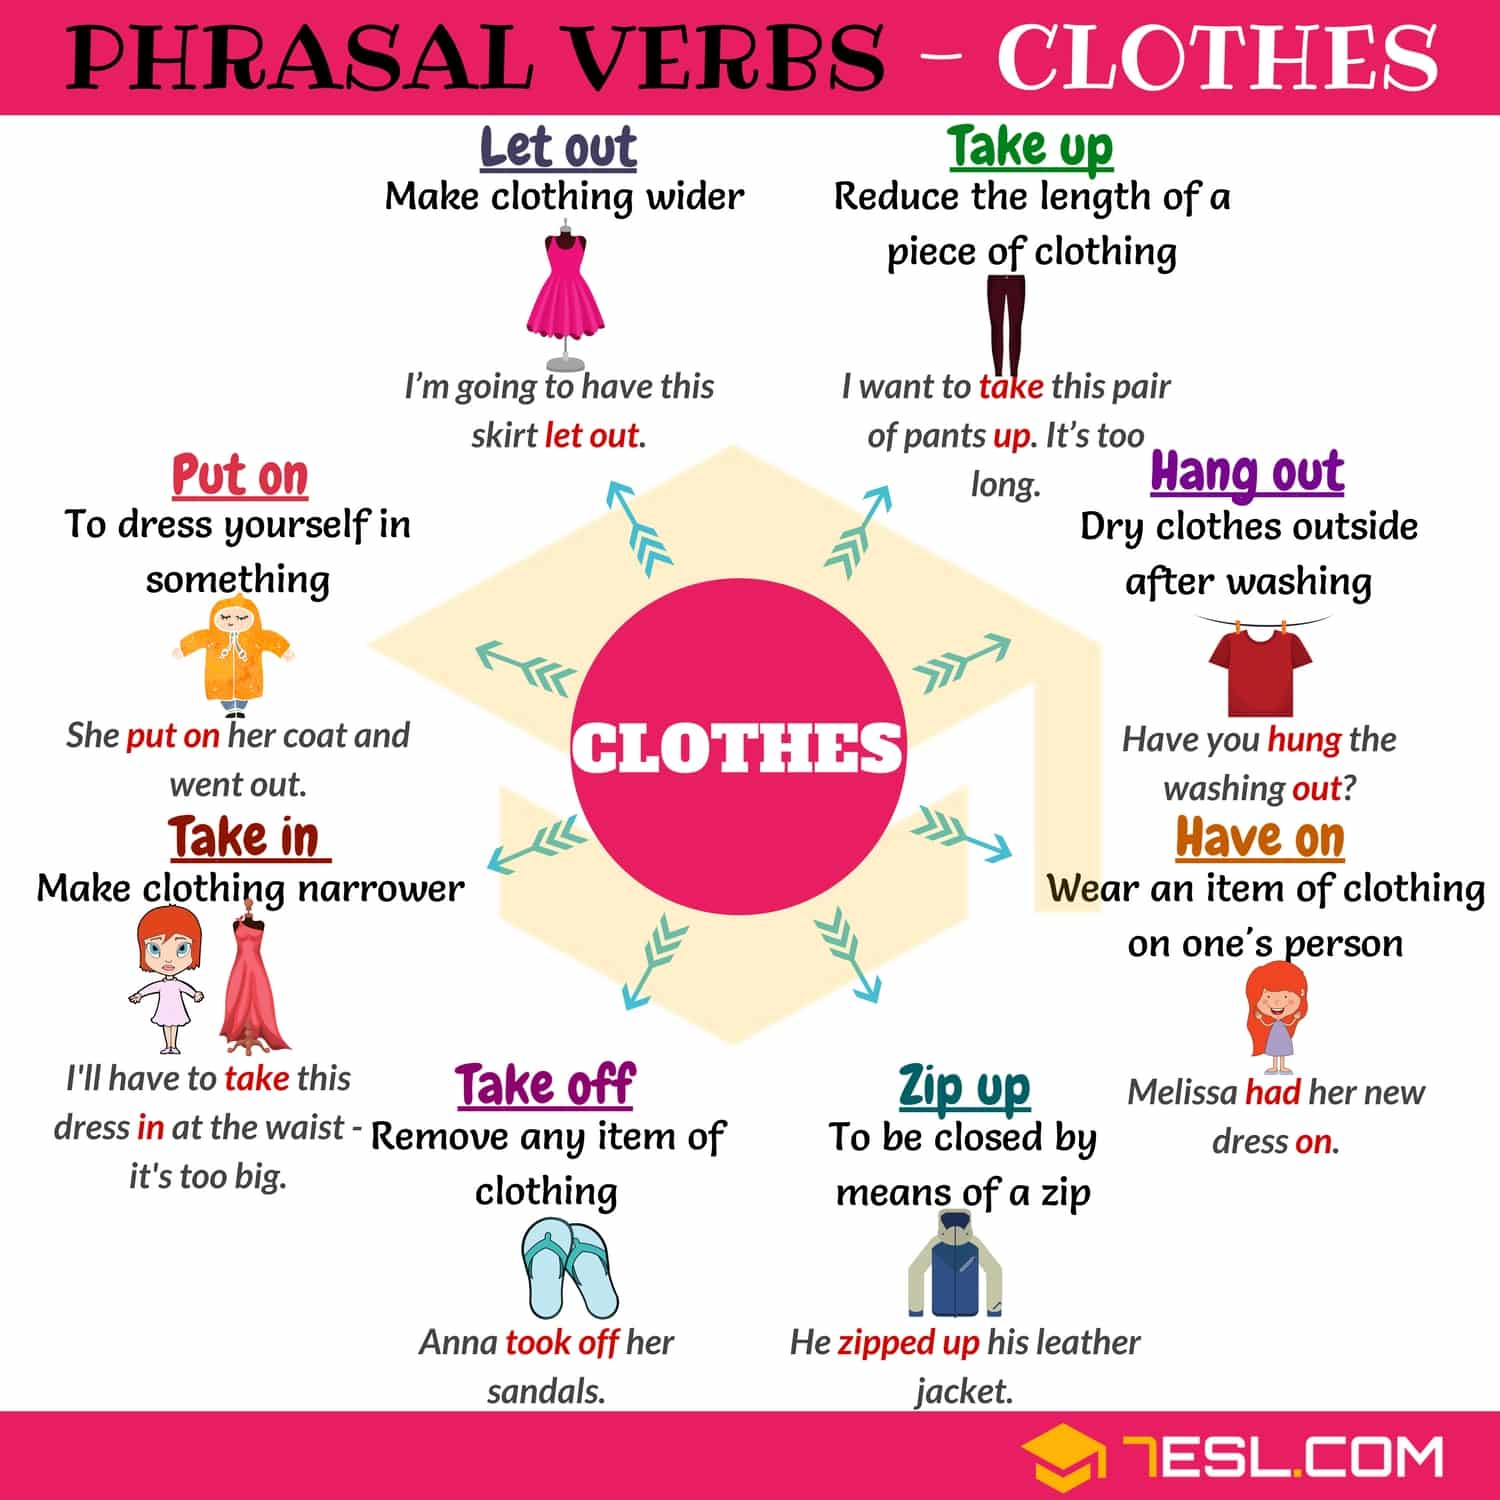 PHRASAL VERBS – CLOTHES
Let out
Make clothing wider
I'm going to have this
skirt let out.
Take up
Reduce the length of a
piece of clothing
I want to take this pair
of pants up. It's too
long.
Put on
To dress yourself in
something
She put on her coat and
went out.
Hang out
Dry clothes outside
after washing
Have you hung the
washing out?
CLOTHES
Take in
Make clothing narrower
I'll have to take this
dress in at the waist -
it's too big.
Have on
Wear an item of clothing
on one's person
Melissa had her new
dress on.
Take off
Remove any item of
clothing
Anna took off her
sandals.
Zip up
To be closed by
means of a zip
He zipped up his leather
jacket.
7ESL.COM